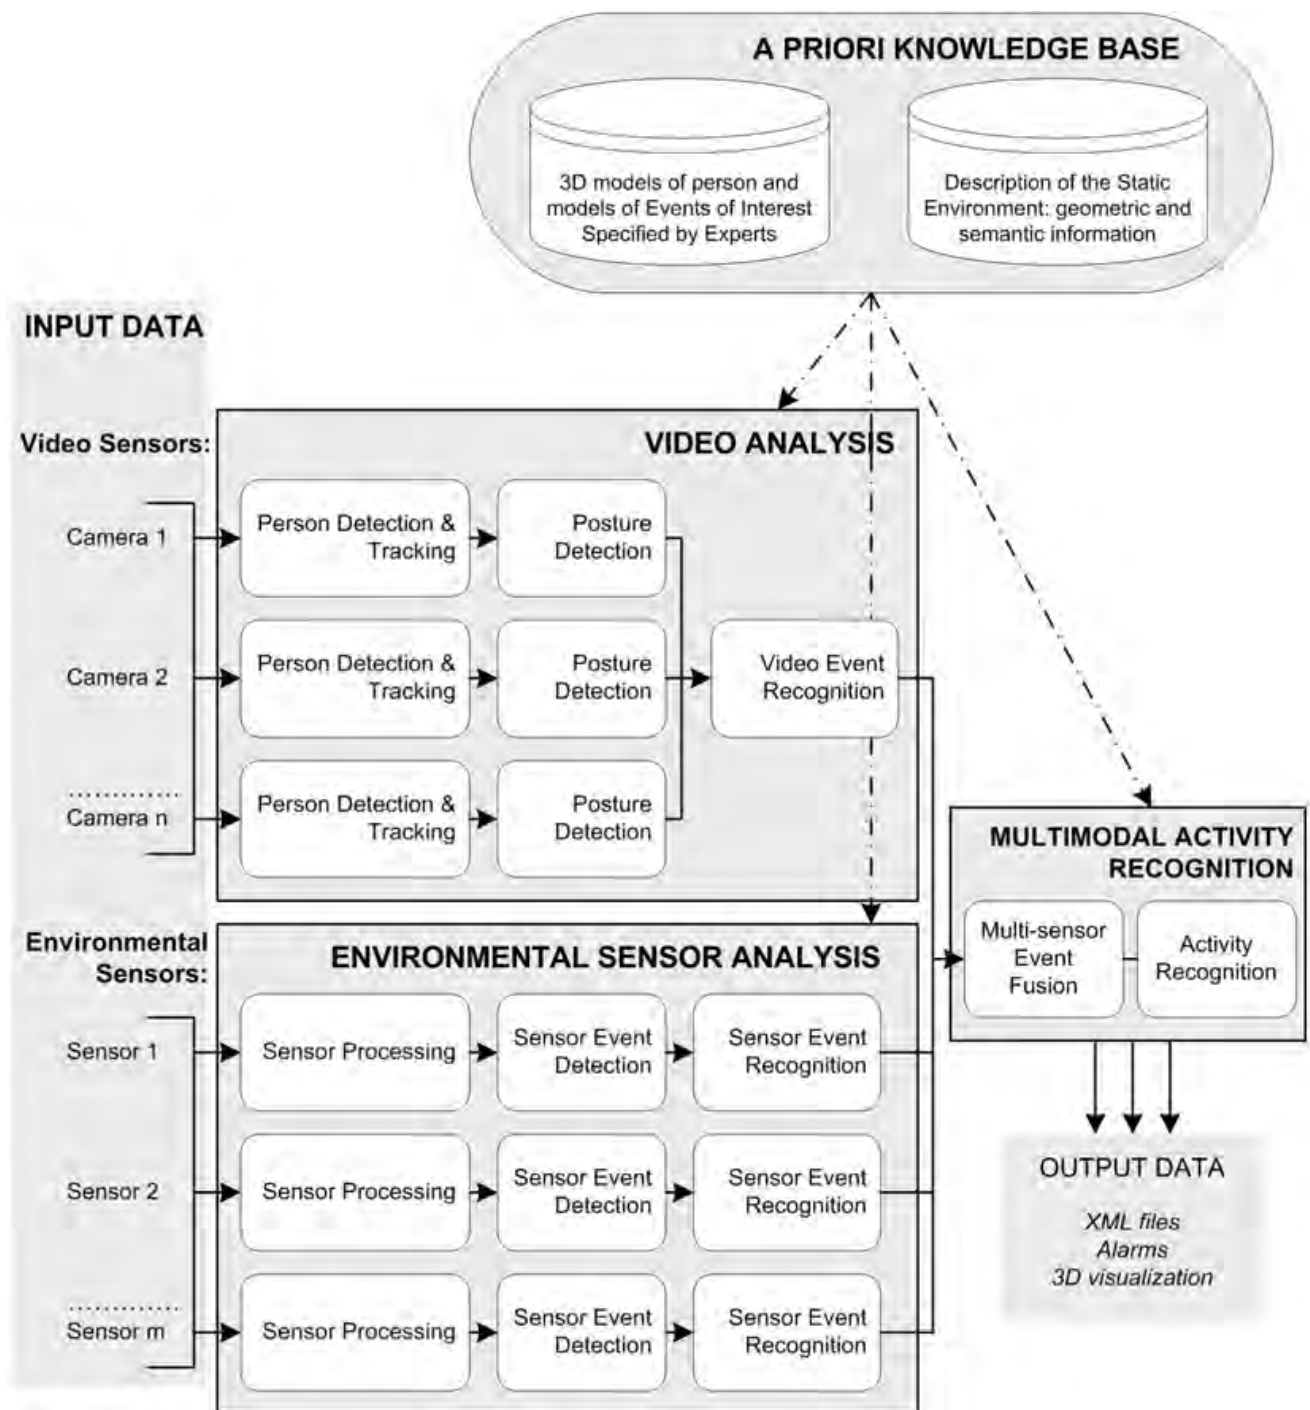 A PRIORI KNOWLEDGE BASE
3D models of person and
models of Events of Interest
Specified by Experts
Description of the Static
Environment: geometric and
semantic information
INPUT DATA
Video Sensors:
Camera 1
Camera 2
Camera n
VIDEO ANALYSIS
Person Detection &
Tracking
Posture
Detection
Person Detection &
Tracking
Posture
Detection
Person Detection &
Tracking
Posture
Detection
Video Event
Recognition
Environmental
Sensors:
Sensor 1
Sensor 2
Sensor m
ENVIRONMENTAL SENSOR ANALYSIS
Sensor Processing
Sensor Event
Detection
Sensor Event
Recognition
Sensor Processing
Sensor Event
Detection
Sensor Event
Recognition
Sensor Processing
Sensor Event
Detection
Sensor Event
Recognition
MULTIMODAL ACTIVITY
RECOGNITION
Multi-sensor
Event
Fusion
Activity
Recognition
OUTPUT DATA
XML files
Alarms
3D visualization